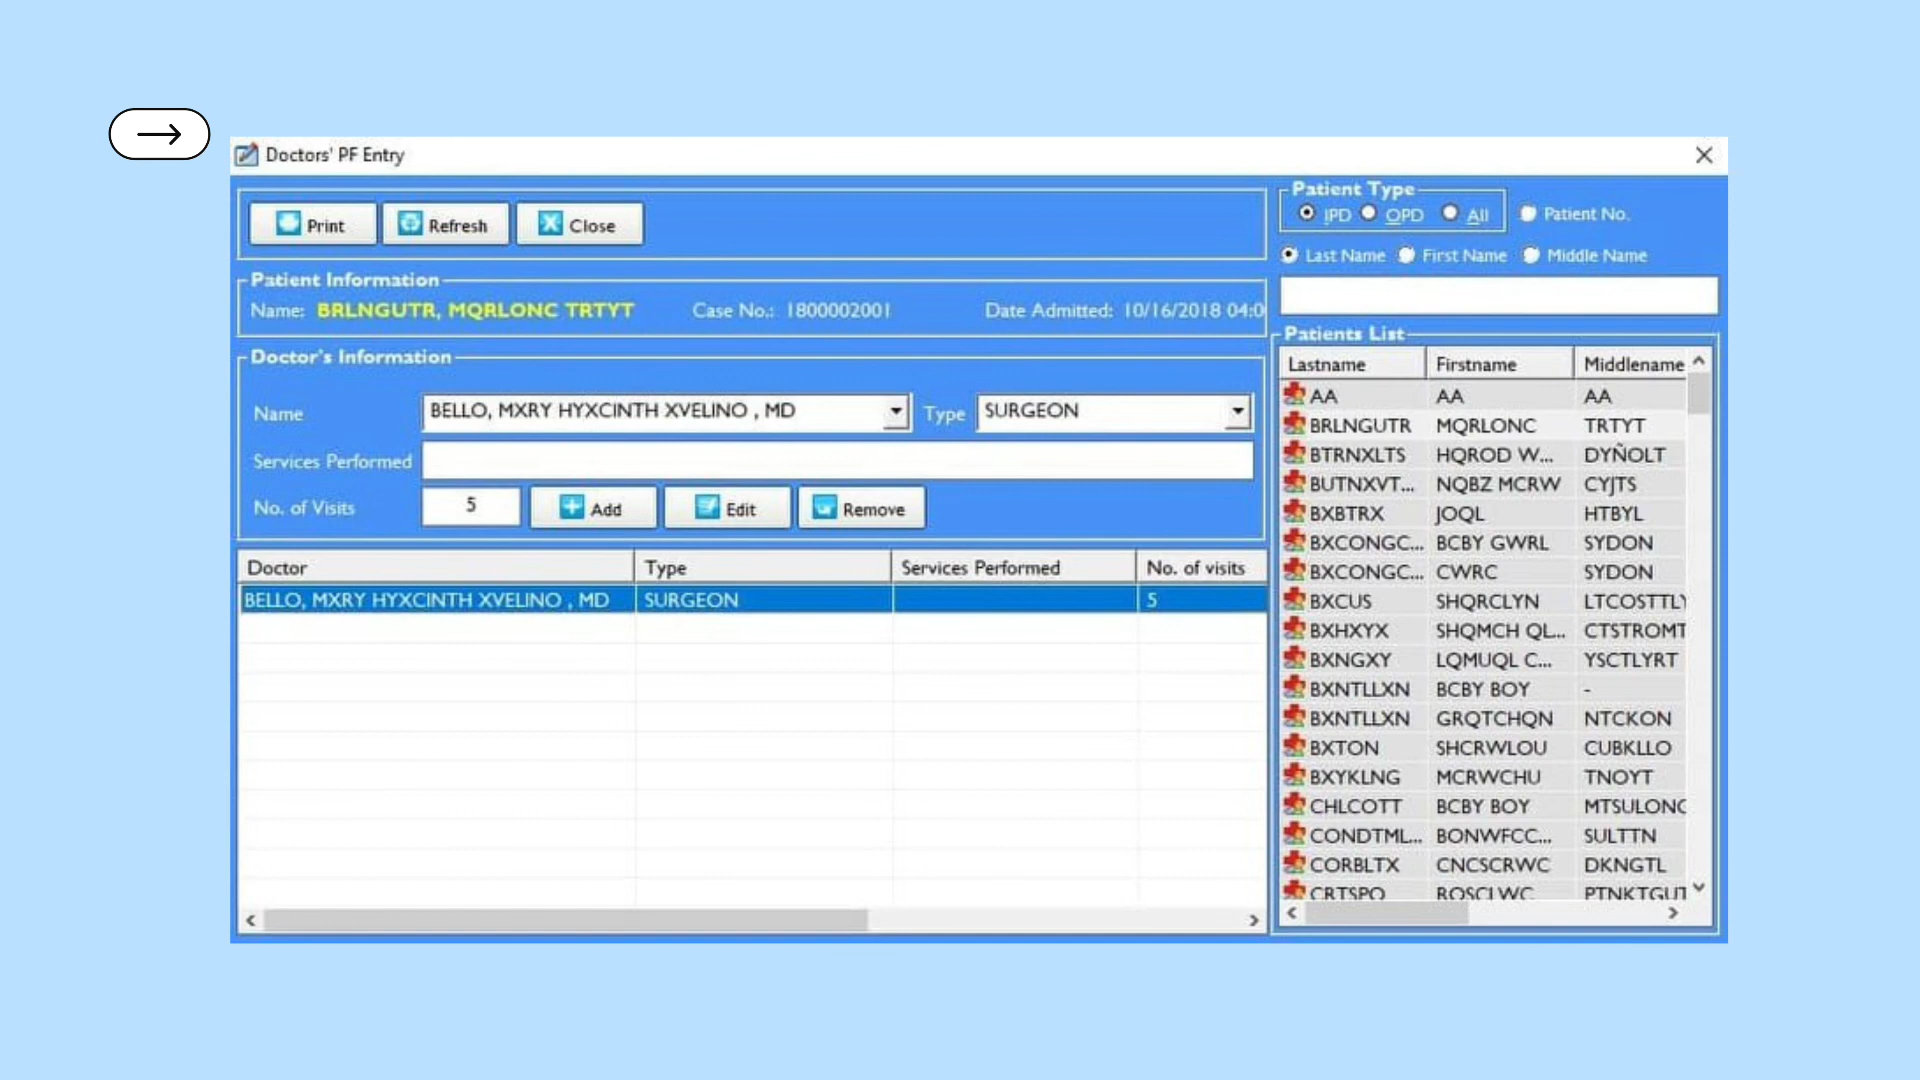 Doctors' PF Entry
Print Refresh Close
Patient Information
Name: BRLNGUTR, MQRLONC TRTYT Case No.: 1800002001 Date Admitted: 10/16/2018 04:0
Doctor's Information
Name BELLO, MXRY HYXCINTH XVELINO , MD Type SURGEON
Services Performed
No. of Visits 5 Add Edit Remove
Doctor Type Services Performed No. of visits
BELLO, MXRY HYXCINTH XVELINO , MD SURGEON 5
Patient Type
IPD OPD All Patient No.
Last Name First Name Middle Name
Patients List
Lastname Firstname Middlename
AA AA AA
BRLNGUTR MQRLONC TRTYT
BTRNXLTS HQROD W... DYÑOLT
BUTNXVT... NQBZ MCRW CYJTS
BXBTRX JOQL HTBYL
BXCONGC... BCBY GWRL SYDON
BXCONGC... CWRC SYDON
BXCUS SHQRCLYN LTCOSTTLY
BXHXYX SHQMCH QL... CTSTROMT
BXNGXY LQMUQL C... YSCTLYRT
BXNTLLXN BCBY BOY -
BXNTLLXN GRQTCHQN NTCKON
BXTON SHCRWLOU CUBKLLO
BXYKLNG MCRWCHU TNOYT
CHLCOTT BCBY BOY MTSULONG
CONDTML... BONWFCC... SULTTN
CORBLTX CNCSCRWC DKNGTL
CRTSPO ROSCLWC PTNKTGUT